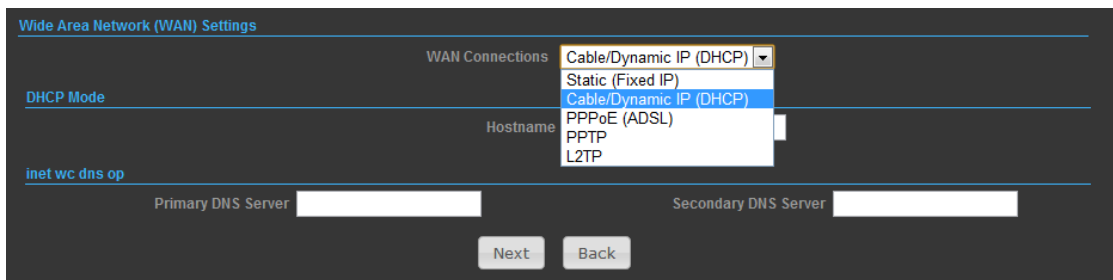 Wide Area Network (WAN) Settings
WAN Connections Cable/Dynamic IP (DHCP)
Static (Fixed IP)
Cable/Dynamic IP (DHCP)
PPPoE (ADSL)
PPTP
L2TP
DHCP Mode
Hostname
inet wc dns op
Primary DNS Server Secondary DNS Server
Next Back